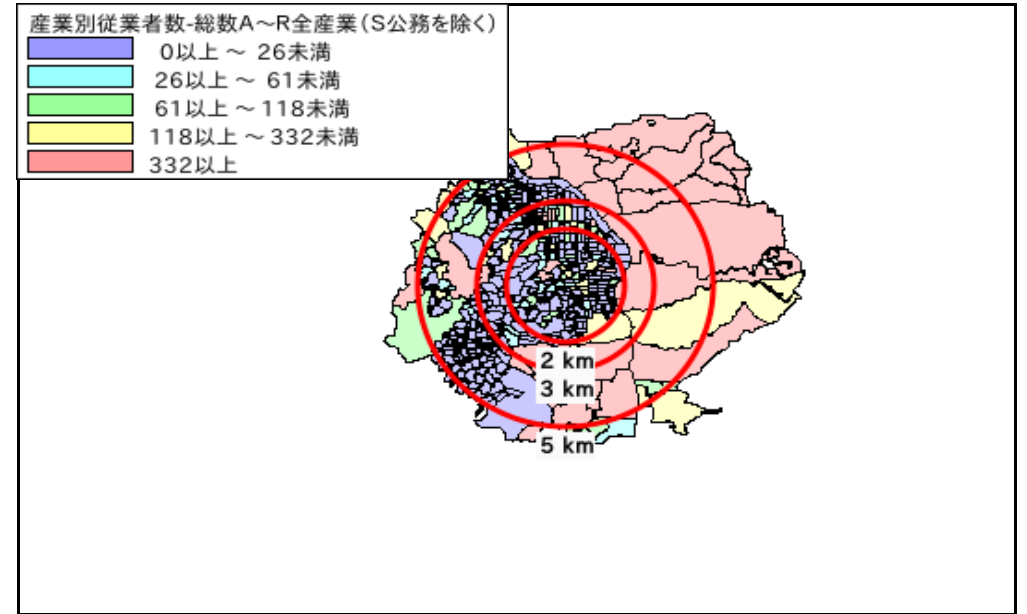 産業別従業者数-総数A～R全産業(S公務を除く)
0以上 ～ 26未満
26以上 ～ 61未満
61以上 ～ 118未満
118以上 ～ 332未満
332以上
2 km
3 km
5 km